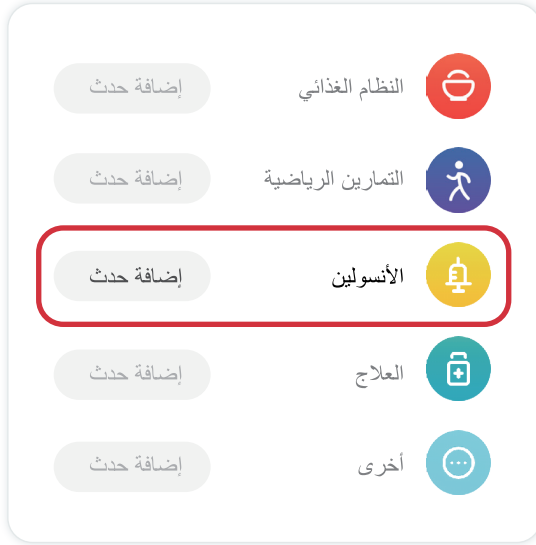 النظام الغذائي إضافة حدث
التمارين الرياضية إضافة حدث
الأنسولين إضافة حدث
العلاج إضافة حدث
أخرى إضافة حدث